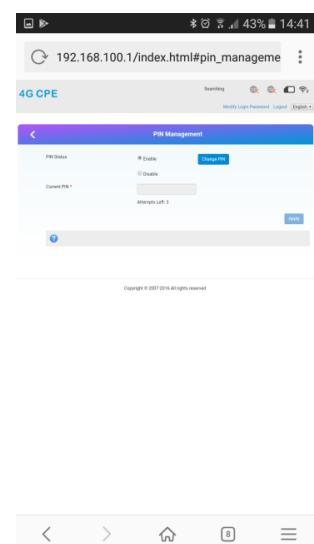 43% 14:41
192.168.100.1/index.html#pin_manageme
4G CPE
Searching
Modify Login Password Logout English
PIN Management
PIN Status
Enable
Change PIN
Disable
Current PIN *
Attempts Left: 3
Apply
?
Copyright © 2007-2016 All rights reserved
8